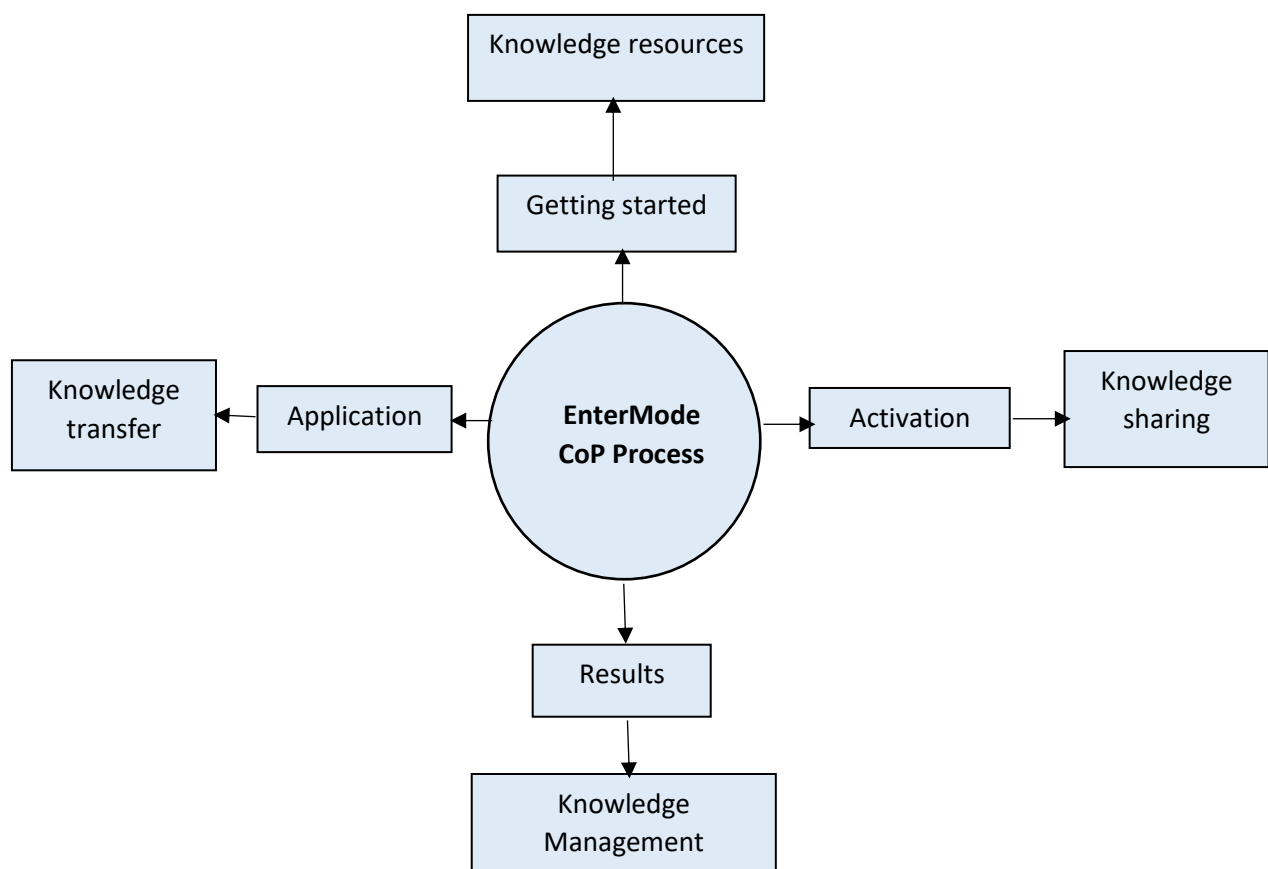 Knowledge resources
Getting started
Knowledge
transfer
Application
EnterMode
CoP Process
Activation
Knowledge
sharing
Results
Knowledge
Management